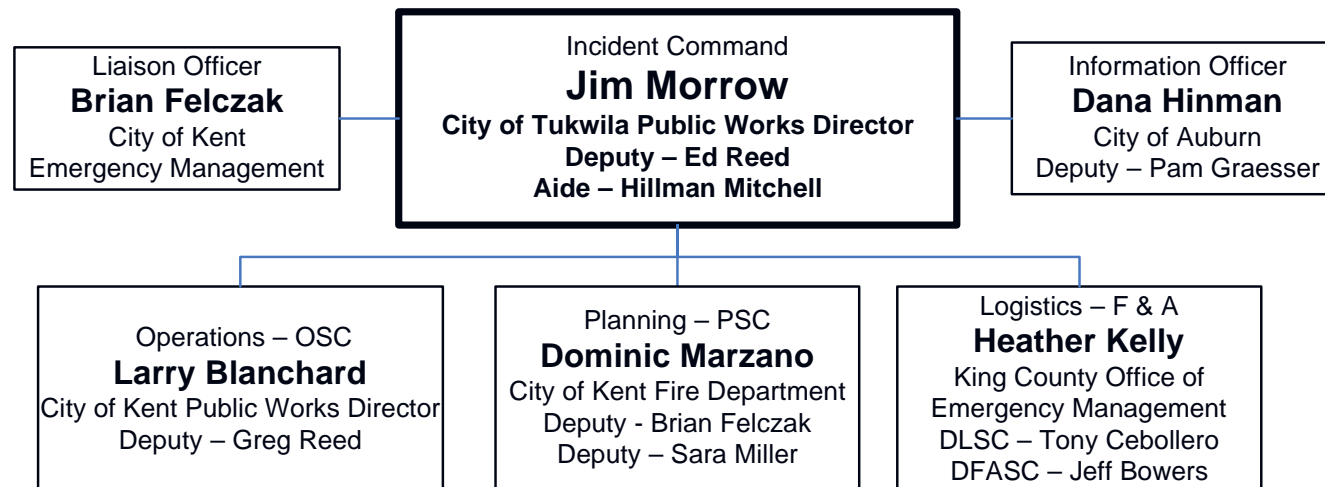 Liaison Officer
Brian Felczak
City of Kent
Emergency Management
Incident Command
Jim Morrow
City of Tukwila Public Works Director
Deputy – Ed Reed
Aide – Hillman Mitchell
Information Officer
Dana Hinman
City of Auburn
Deputy – Pam Graesser
Operations – OSC
Larry Blanchard
City of Kent Public Works Director
Deputy – Greg Reed
Planning – PSC
Dominic Marzano
City of Kent Fire Department
Deputy - Brian Felczak
Deputy – Sara Miller
Logistics – F & A
Heather Kelly
King County Office of
Emergency Management
DLSC – Tony Cebollero
DFASC – Jeff Bowers